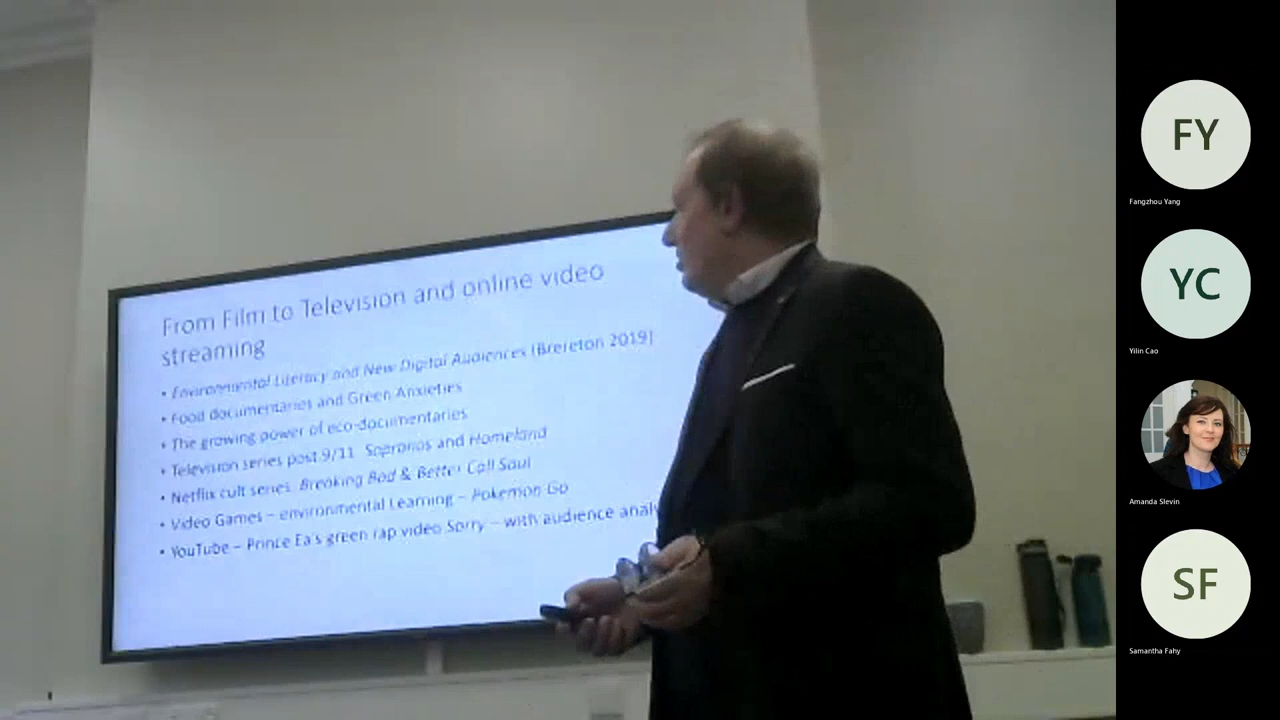 From Film to Television and online video
streaming
• Environmental Literacy and New Digital Audiences (Brereton 2019)
• Food documentaries and Green Anxieties
• The growing power of eco-documentaries
• Television series post 9/11 Sopranos and Homeland
• Netflix cult series Breaking Bad & Better Call Saul
• Video Games – environmental Learning – Pokemon Go
• YouTube – Prince Ea's green rap video Sorry – with audience
FY
Fangzhou Yang
YC
Yilin Cao
Amanda Slevin
SF
Samantha Fahy